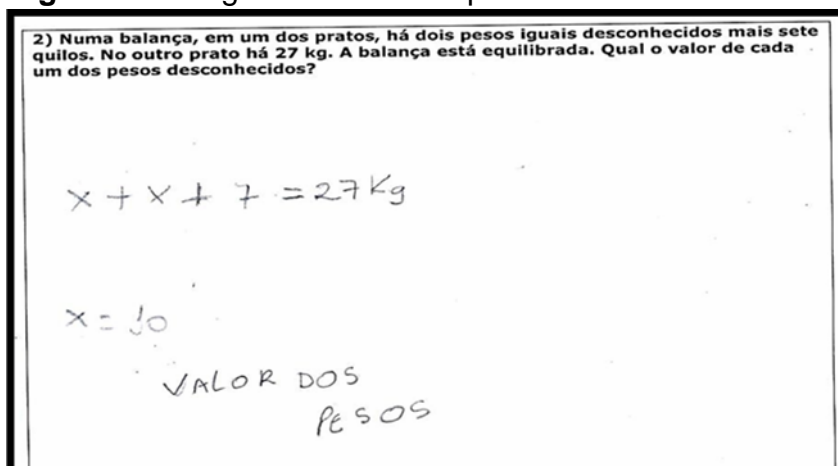 2) Numa balança, em um dos pratos, há dois pesos iguais desconhecidos mais sete
quilos. No outro prato há 27 kg. A balança está equilibrada. Qual o valor de cada
um dos pesos desconhecidos?
x + x + 7 = 27 Kg
x = 10
VALOR DOS
PESOS